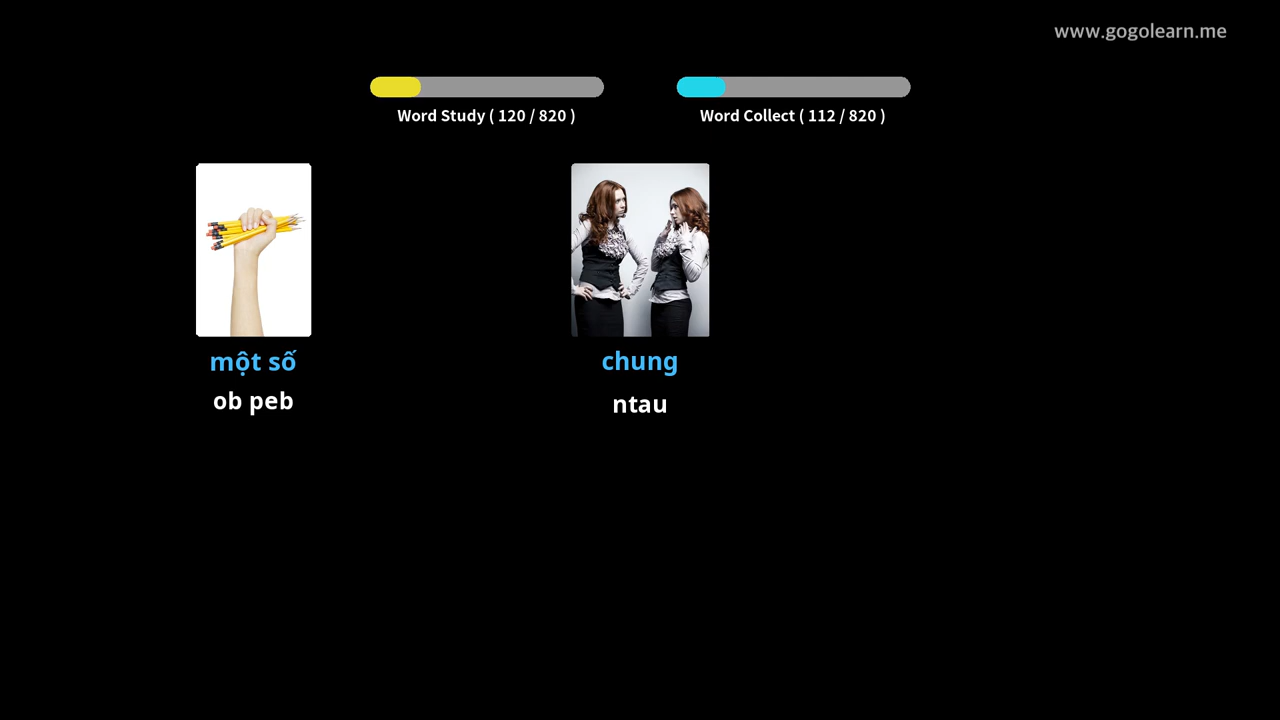 www.gogolearn.me
Word Study ( 120 / 820 )
Word Collect ( 112 / 820 )
một số
ob peb
chung
ntau